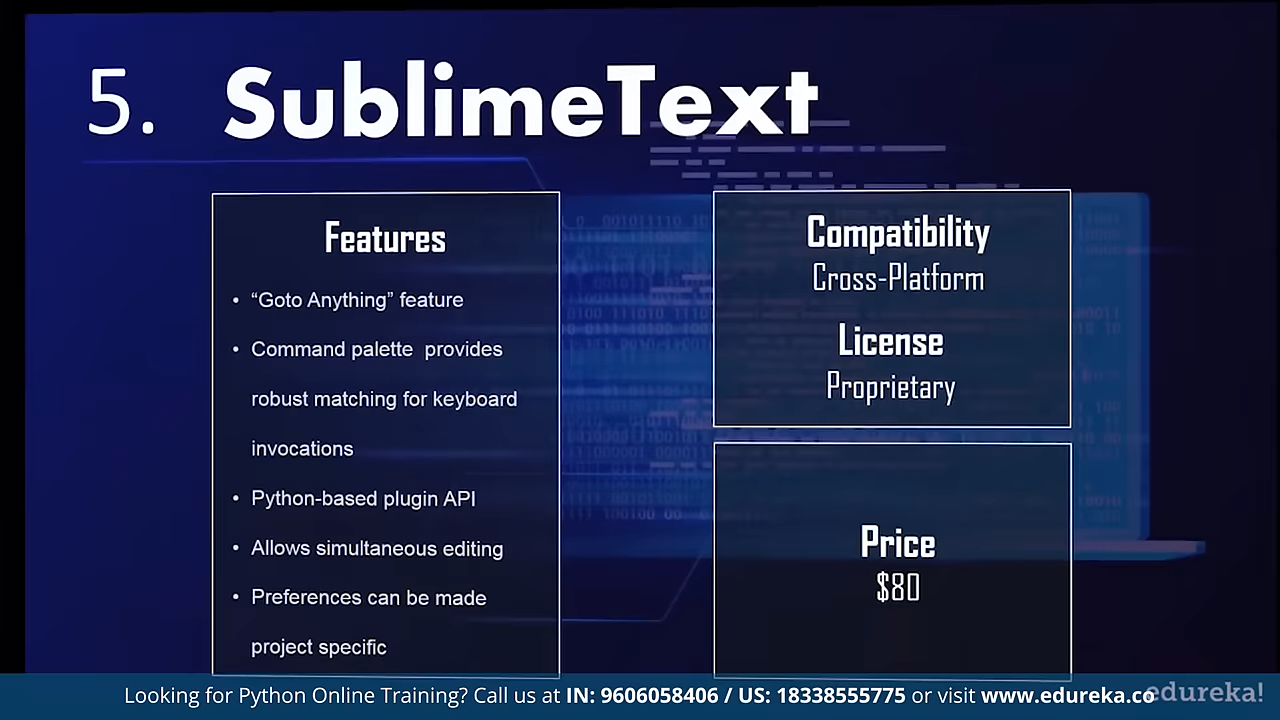 5. SublimeText
Features
• “Goto Anything” feature
• Command palette provides
robust matching for keyboard
invocations
• Python-based plugin API
• Allows simultaneous editing
• Preferences can be made
project specific
Compatibility
Cross-Platform
License
Proprietary
Price
$80
Looking for Python Online Training? Call us at IN: 9606058406 / US: 18338555775 or visit www.edureka.co
edureka!